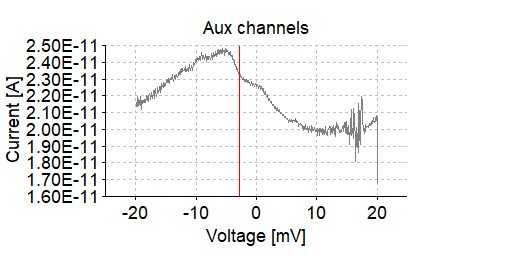 Aux channels
Current [A]
2.50E-11
2.40E-11
2.30E-11
2.20E-11
2.10E-11
2.00E-11
1.90E-11
1.80E-11
1.70E-11
1.60E-11
-20 -10 0 10 20
Voltage [mV]